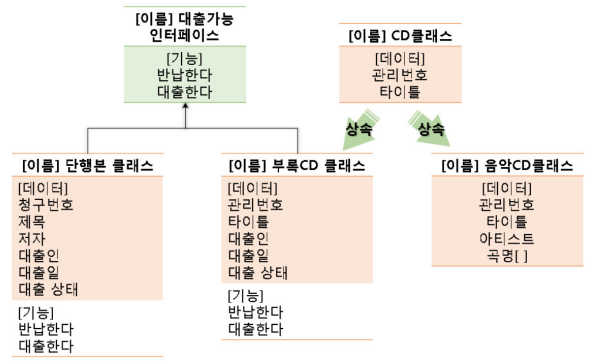 [이름] 대출가능
인터페이스
[기능]
반납한다
대출한다
[이름] CD클래스
[데이터]
관리번호
타이틀
상속
상속
[이름] 단행본 클래스
[데이터]
청구번호
제목
저자
대출인
대출일
대출 상태
[기능]
반납한다
대출한다
[이름] 부록CD 클래스
[데이터]
관리번호
타이틀
대출인
대출일
대출 상태
[기능]
반납한다
대출한다
[이름] 음악CD클래스
[데이터]
관리번호
타이틀
아티스트
곡명[ ]